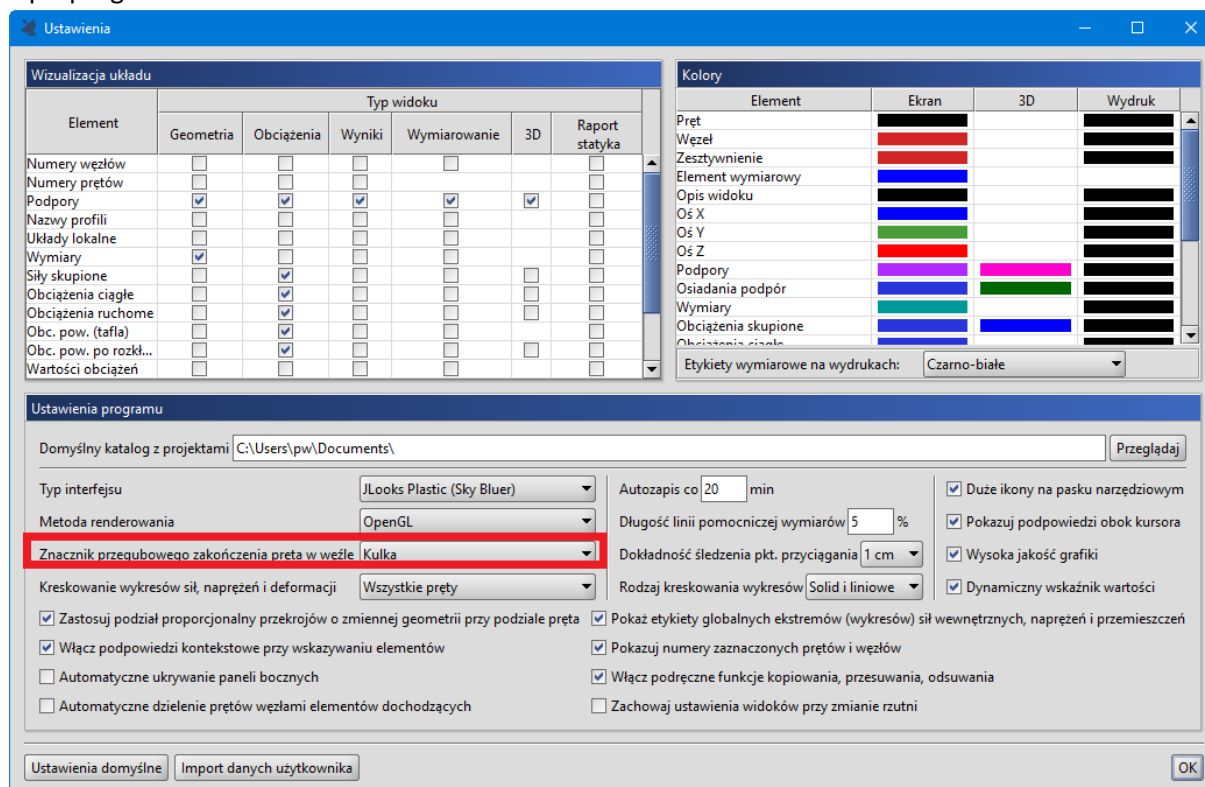 Ustawienia
Wizualizacja układu
Element
Typ widoku
Geometria Obciążenia Wyniki Wymiarowanie 3D Raport statyka
Numery węzłów
Numery prętów
Podpory
Nazwy profili
Układy lokalne
Wymiary
Siły skupione
Obciążenia ciągłe
Obciążenia ruchome
Obc. pow. (tafla)
Obc. pow. po rozkł...
Wartości obciążeń
Kolory
Element Ekran 3D Wydruk
Pręt
Węzeł
Zesztywnienie
Element wymiarowy
Opis widoku
Oś X
Oś Y
Oś Z
Podpory
Osiadania podpór
Wymiary
Obciążenia skupione
Obciążenia ciągłe
Etykiety wymiarowe na wydrukach: Czarno-białe
Ustawienia programu
Domyślny katalog z projektami C:\Users\pw\Documents\ Przeglądaj
Typ interfejsu JLooks Plastic (Sky Bluer) Autozapis co 20 min Duże ikony na pasku narzędziowym
Metoda renderowania OpenGL Długość linii pomocniczej wymiarów 5 % Pokazuj podpowiedzi obok kursora
Znacznik przegubowego zakończenia pręta w węźle Kulka Dokładność śledzenia pkt. przyciągania 1 cm Wysoka jakość grafiki
Kreskowanie wykresów sił, naprężeń i deformacji Wszystkie pręty Rodzaj kreskowania wykresów Solid i liniowe Dynamiczny wskaźnik wartości
Zastosuj podział proporcjonalny przekrojów o zmiennej geometrii przy podziale pręta Pokaż etykiety globalnych ekstremów (wykresów) sił wewnętrznych, naprężeń i przemieszczeń
Włącz podpowiedzi kontekstowe przy wskazywaniu elementów Pokazuj numery zaznaczonych prętów i węzłów
Automatyczne ukrywanie paneli bocznych Włącz podręczne funkcje kopiowania, przesuwania, odsuwania
Automatyczne dzielenie prętów węzłami elementów dochodzących Zachowaj ustawienia widoków przy zmianie rzutni
Ustawienia domyślne Import danych użytkownika OK